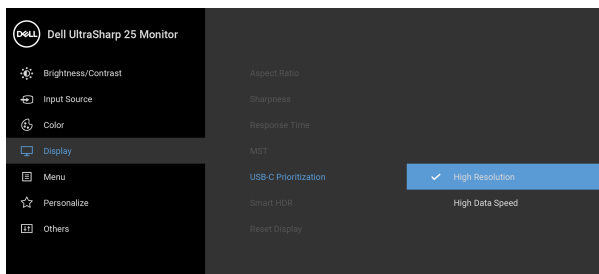 DELL Dell UltraSharp 25 Monitor
Brightness/Contrast
Aspect Ratio
Input Source
Sharpness
Color
Response Time
Display
MST
Menu
USB-C Prioritization
High Resolution
Personalize
Smart HDR
High Data Speed
Others
Reset Display